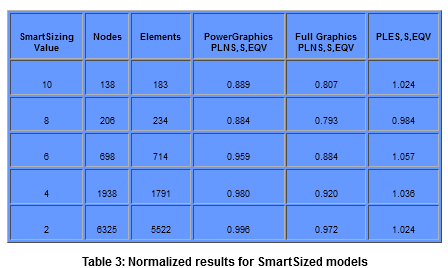 SmartSizing Value Nodes Elements PowerGraphics PLNS,S,EQV Full Graphics PLNS,S,EQV PLES,S,EQV
10 138 183 0.889 0.807 1.024
8 206 234 0.884 0.793 0.984
6 698 714 0.959 0.884 1.057
4 1938 1791 0.980 0.920 1.036
2 6325 5522 0.996 0.972 1.024
Table 3: Normalized results for SmartSized models